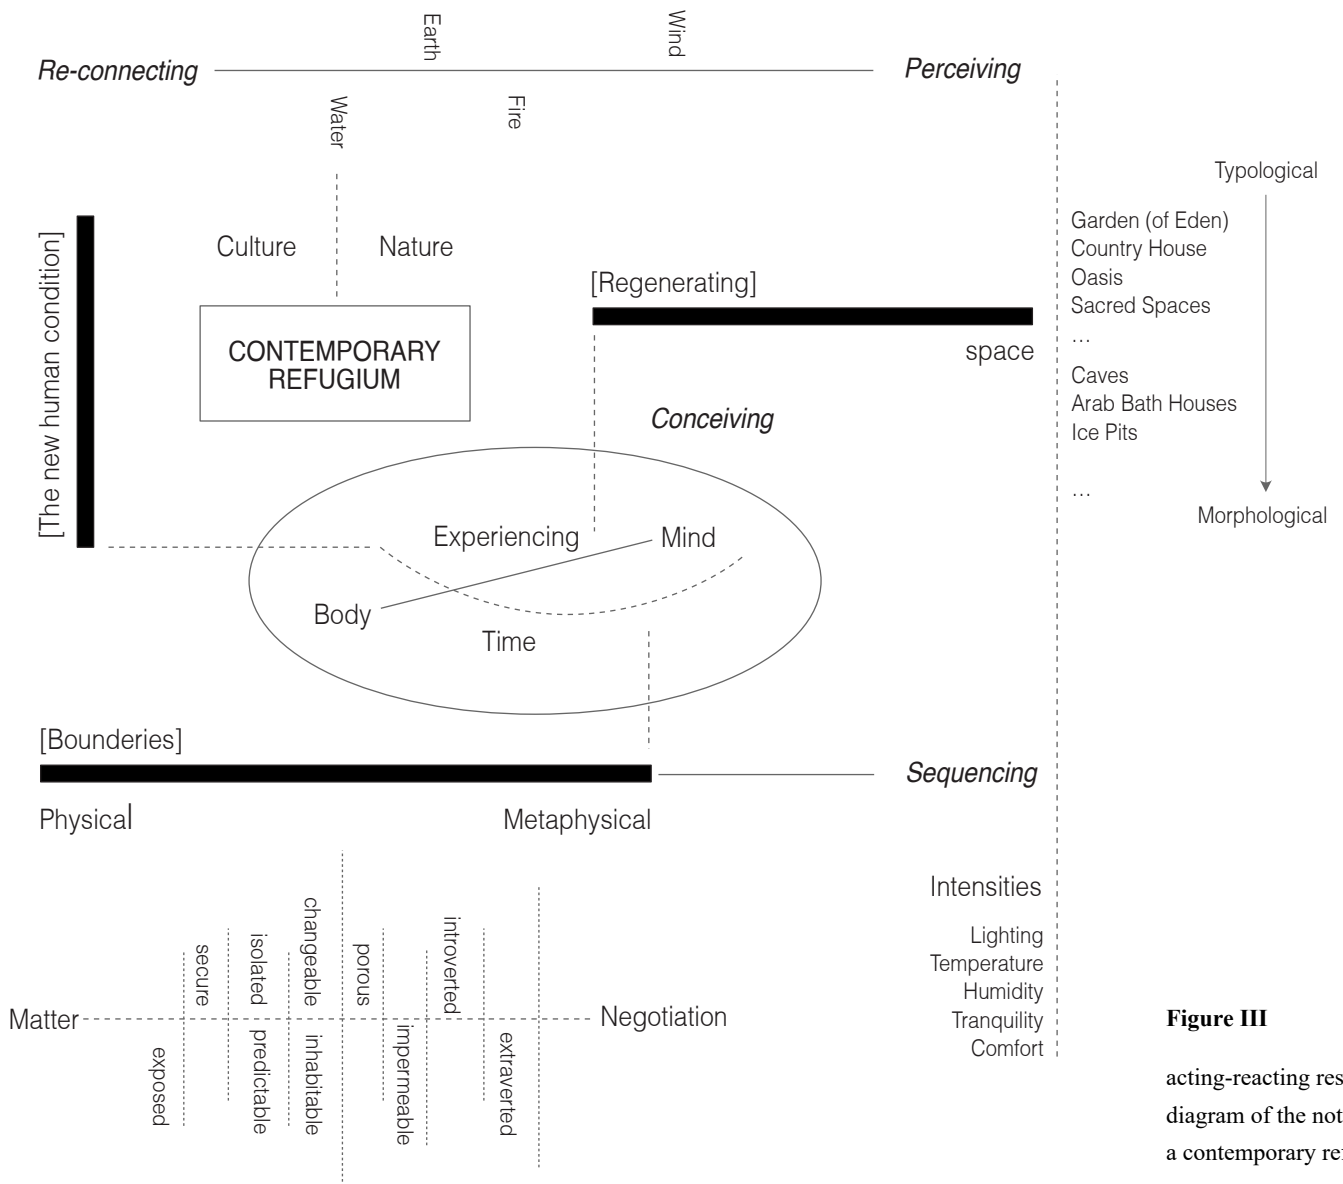 Earth
Wind
Re-connecting
Perceiving
Water
Fire
Typological
[The new human condition]
Culture
Nature
Garden (of Eden)
Country House
Oasis
Sacred Spaces
...
Caves
Arab Bath Houses
Ice Pits
...
Morphological
[Regenerating]
space
CONTEMPORARY
REFUGIUM
Conceiving
Experiencing
Mind
Body
Time
[Bounderies]
Sequencing
Physical
Metaphysical
Intensities
Lighting
Temperature
Humidity
Tranquility
Comfort
secure
isolated
changeable
porous
introverted
Matter
Negotiation
exposed
predictable
inhabitable
impermeable
extraverted
Figure III
acting-reacting res
diagram of the not
a contemporary re